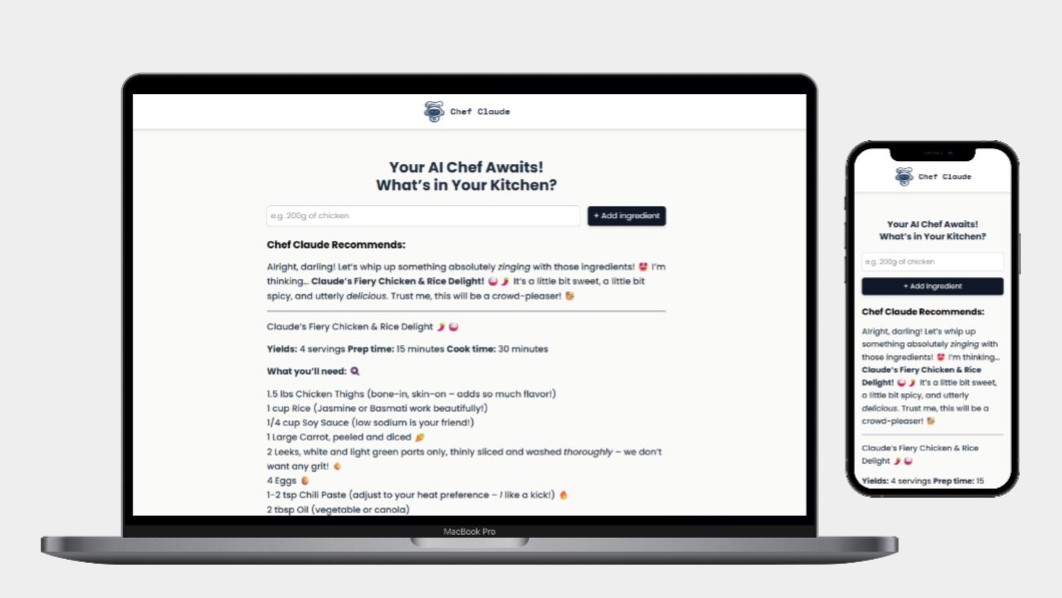 Chef Claude
Your AI Chef Awaits!
What's in Your Kitchen?
e.g. 200g of chicken
+ Add ingredient
Chef Claude Recommends:
Alright, darling! Let's whip up something absolutely zinging with those ingredients! 😍 I'm
thinking... Claude's Fiery Chicken & Rice Delight! 🍚 🌶️ It's a little bit sweet, a little bit
spicy, and utterly delicious. Trust me, this will be a crowd-pleaser! 🥳
Claude's Fiery Chicken & Rice Delight 🌶️ 🍚
Yields: 4 servings Prep time: 15 minutes Cook time: 30 minutes
What you'll need: 🔍
1.5 lbs Chicken Thighs (bone-in, skin-on – adds so much flavor!)
1 cup Rice (Jasmine or Basmati work beautifully!)
1/4 cup Soy Sauce (low sodium is your friend!)
1 Large Carrot, peeled and diced 🥕
2 Leeks, white and light green parts only, thinly sliced and washed thoroughly – we don't
want any grit! 🧅
4 Eggs 🥚
1-2 tsp Chili Paste (adjust to your heat preference – I like a kick!) 🔥
2 tbsp Oil (vegetable or canola)
MacBook Pro
Chef Claude
Your AI Chef Awaits!
What's in Your Kitchen?
e.g. 200g of chicken
+ Add ingredient
Chef Claude Recommends:
Alright, darling! Let's whip up
something absolutely zinging with
those ingredients! 😍 I'm thinking...
Claude's Fiery Chicken & Rice
Delight! 🍚 🌶️ It's a little bit sweet,
a little bit spicy, and utterly
delicious. Trust me, this will be a
crowd-pleaser! 🥳
Claude's Fiery Chicken & Rice
Delight 🌶️ 🍚
Yields: 4 servings Prep time: 15